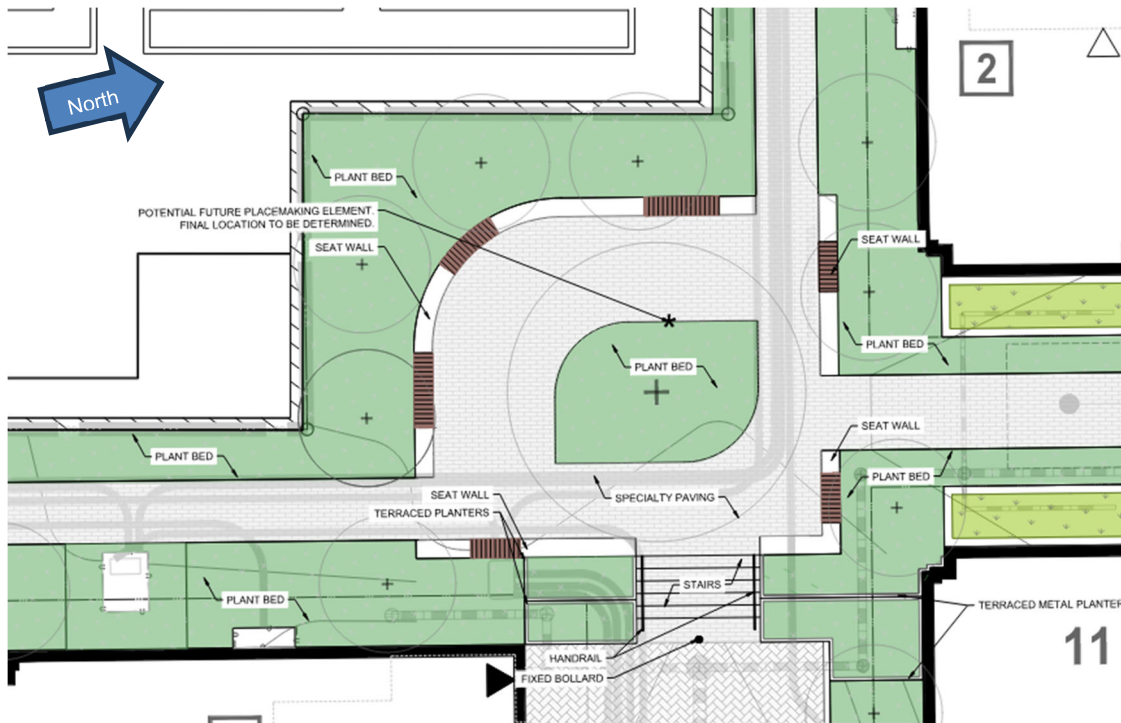 North
2
PLANT BED
POTENTIAL FUTURE PLACEMAKING ELEMENT.
FINAL LOCATION TO BE DETERMINED.
SEAT WALL
SEAT WALL
PLANT BED
PLANT BED
SEAT WALL
PLANT BED
PLANT BED
SEAT WALL
SPECIALTY PAVING
TERRACED PLANTERS
STAIRS
PLANT BED
TERRACED METAL PLANTER
11
HANDRAIL
FIXED BOLLARD